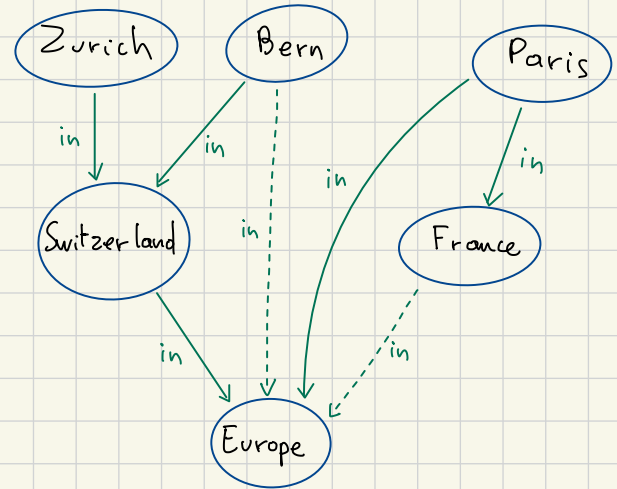 Zurich
Bern
Paris
in
in
in
in
in
Switzerland
France
in
in
Europe